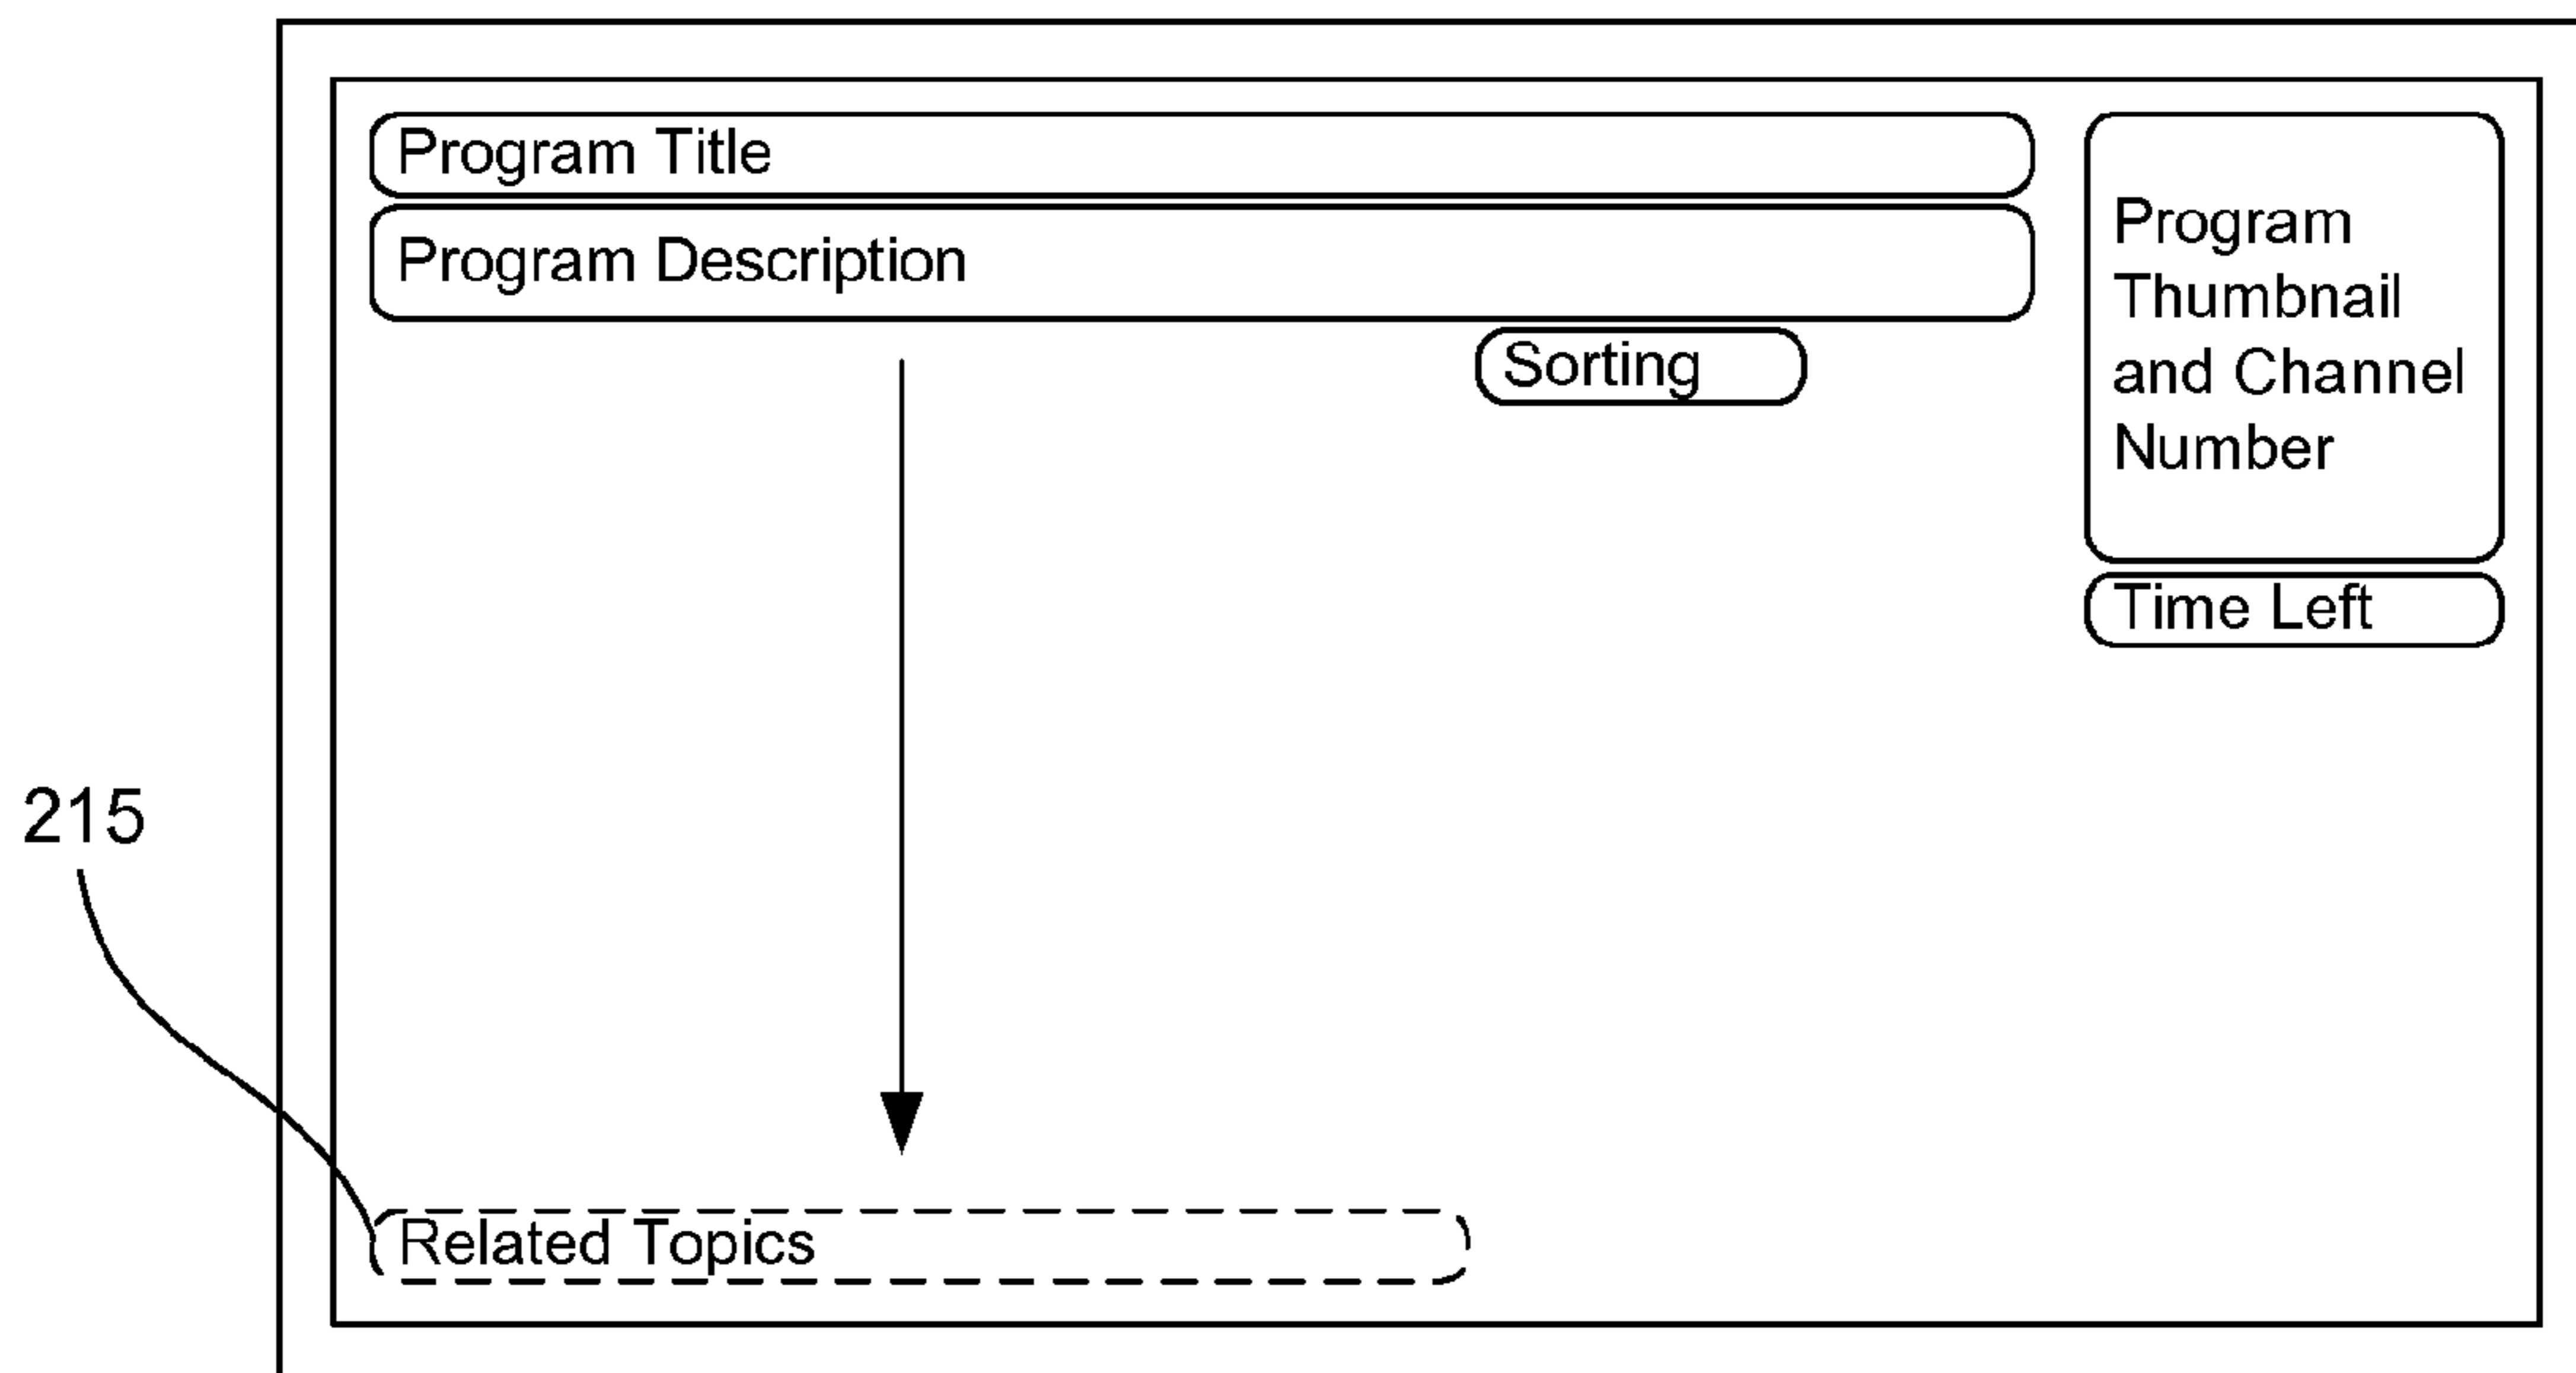 Program Title
Program Description
Sorting
Program
Thumbnail
and Channel
Number
Time Left
215
Related Topics